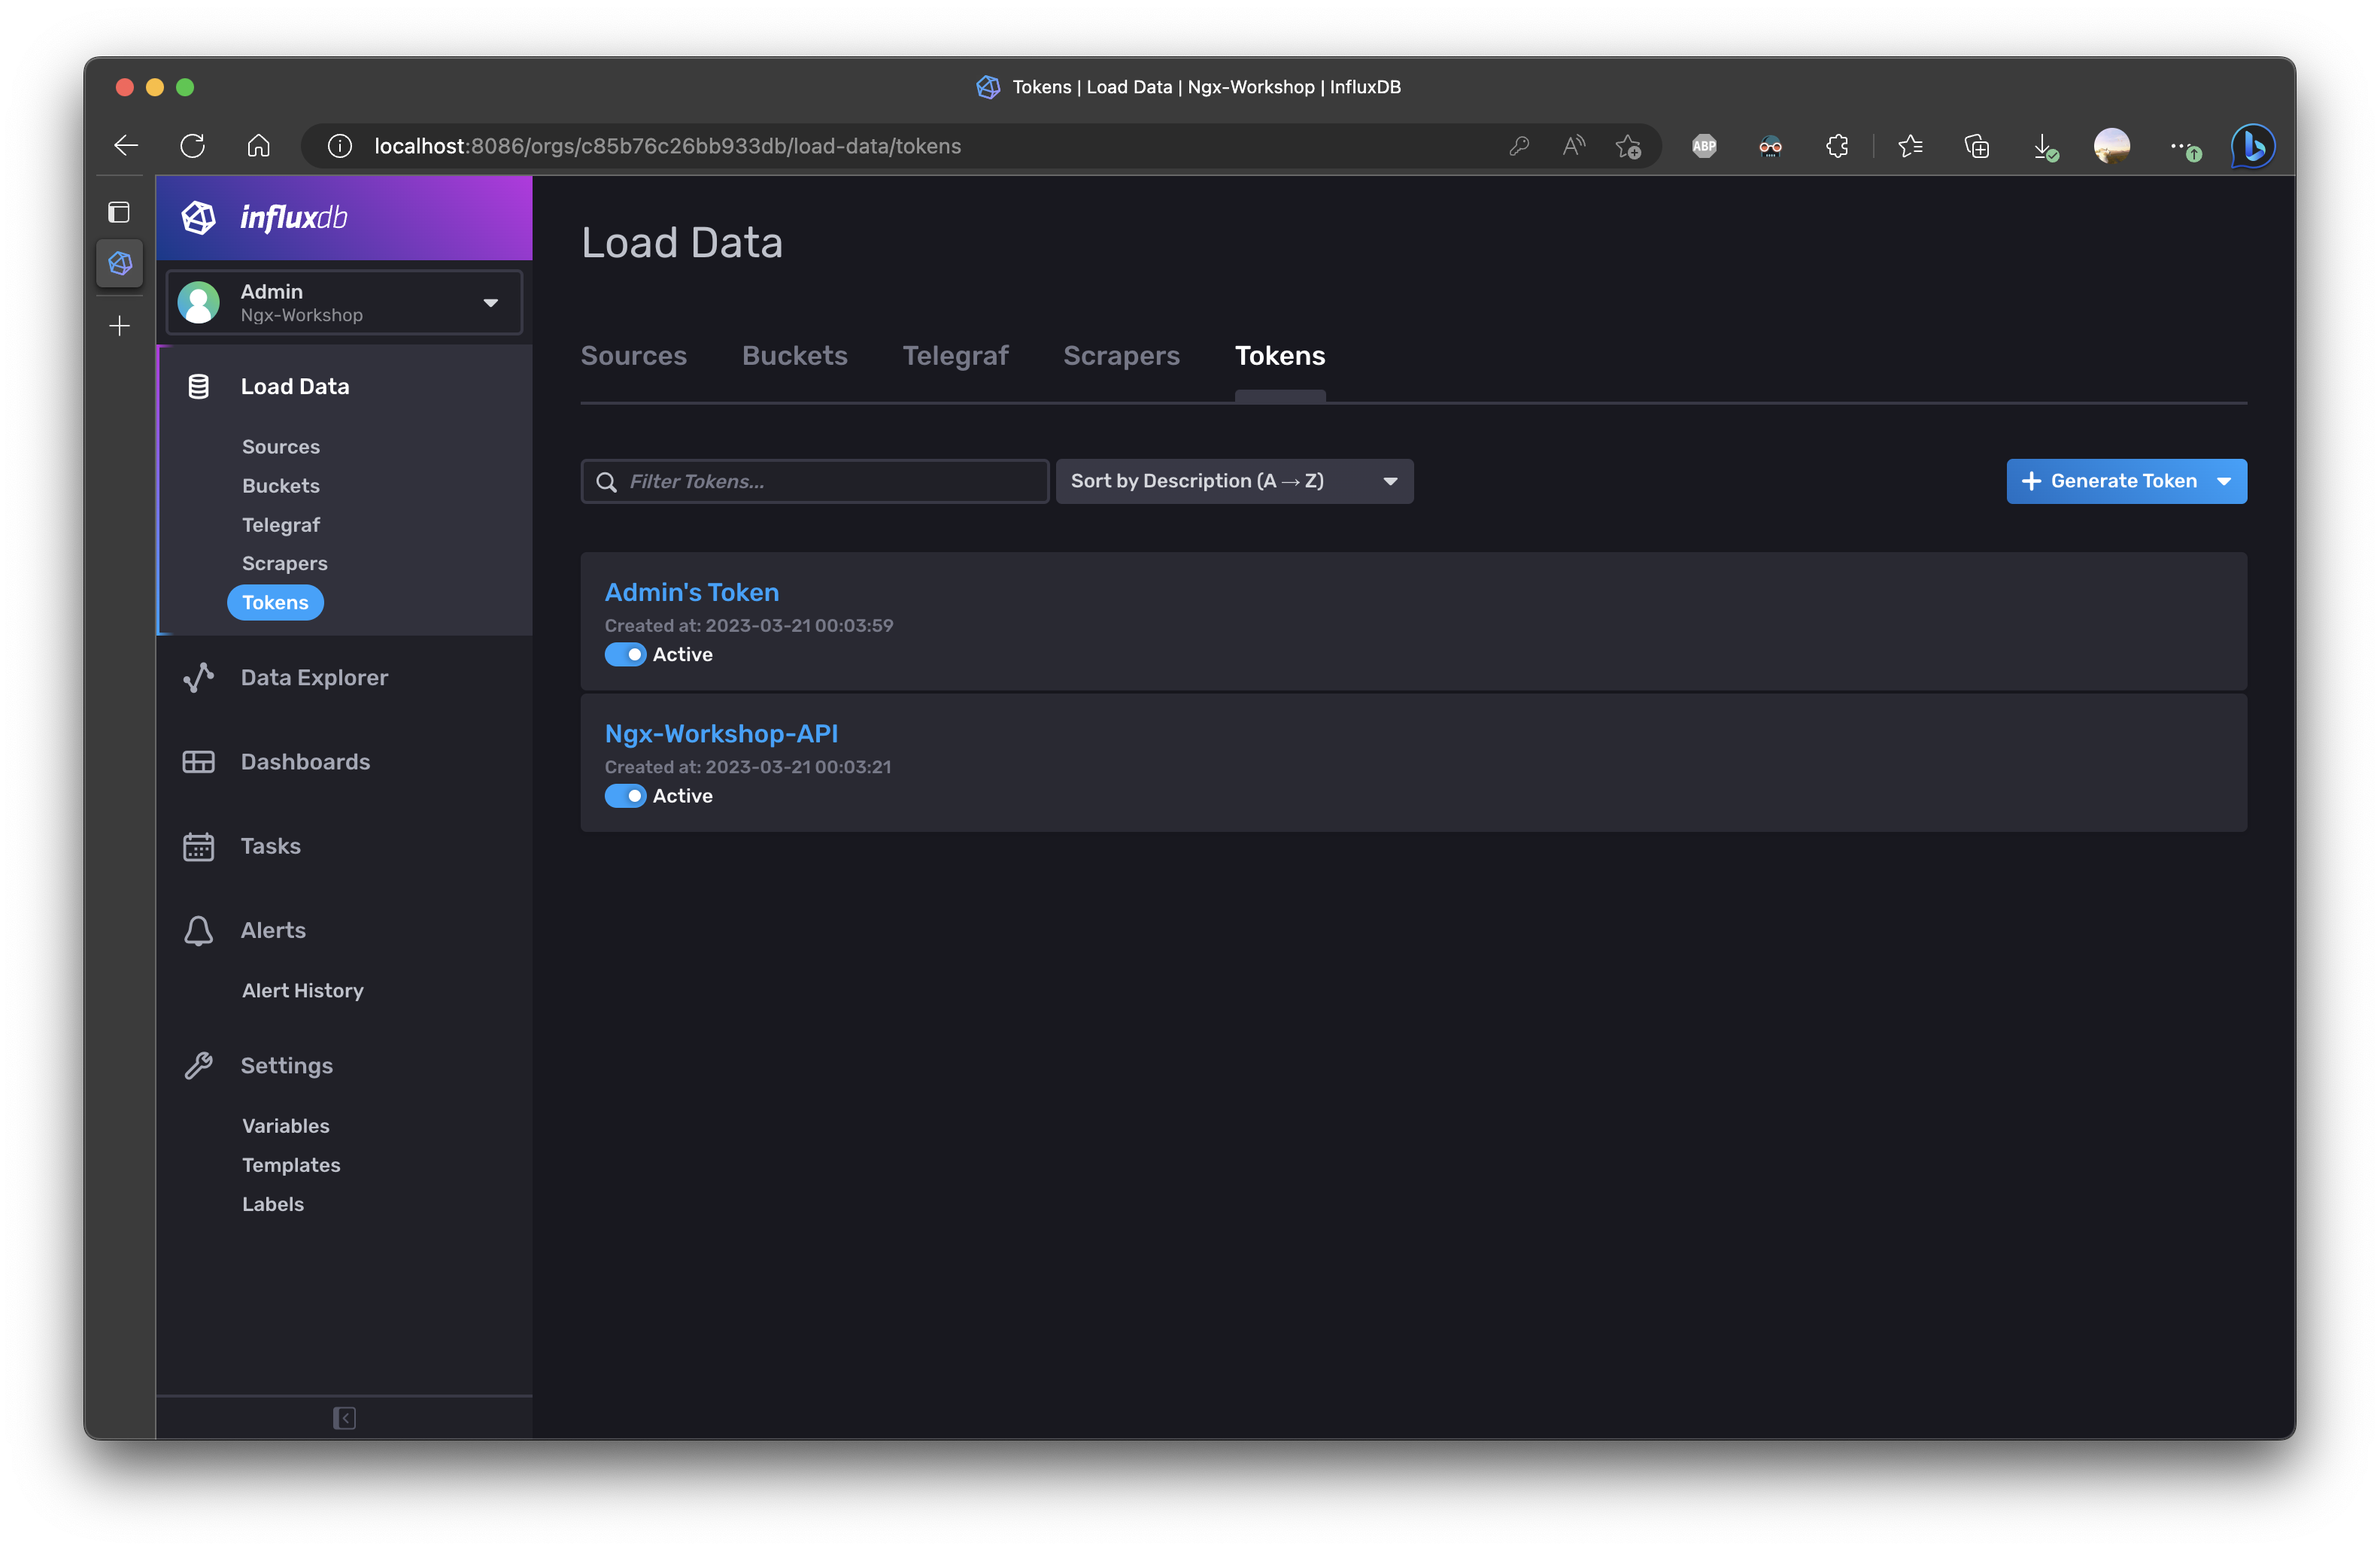 Tokens | Load Data | Ngx-Workshop | InfluxDB
localhost:8086/orgs/c85b76c26bb933db/load-data/tokens
ABP
influxdb
Admin
Ngx-Workshop
Load Data
Sources
Buckets
Telegraf
Scrapers
Tokens
Data Explorer
Dashboards
Tasks
Alerts
Alert History
Settings
Variables
Templates
Labels
Load Data
Sources Buckets Telegraf Scrapers Tokens
Filter Tokens... Sort by Description (A → Z) Generate Token
Admin's Token
Created at: 2023-03-21 00:03:59
Active
Ngx-Workshop-API
Created at: 2023-03-21 00:03:21
Active